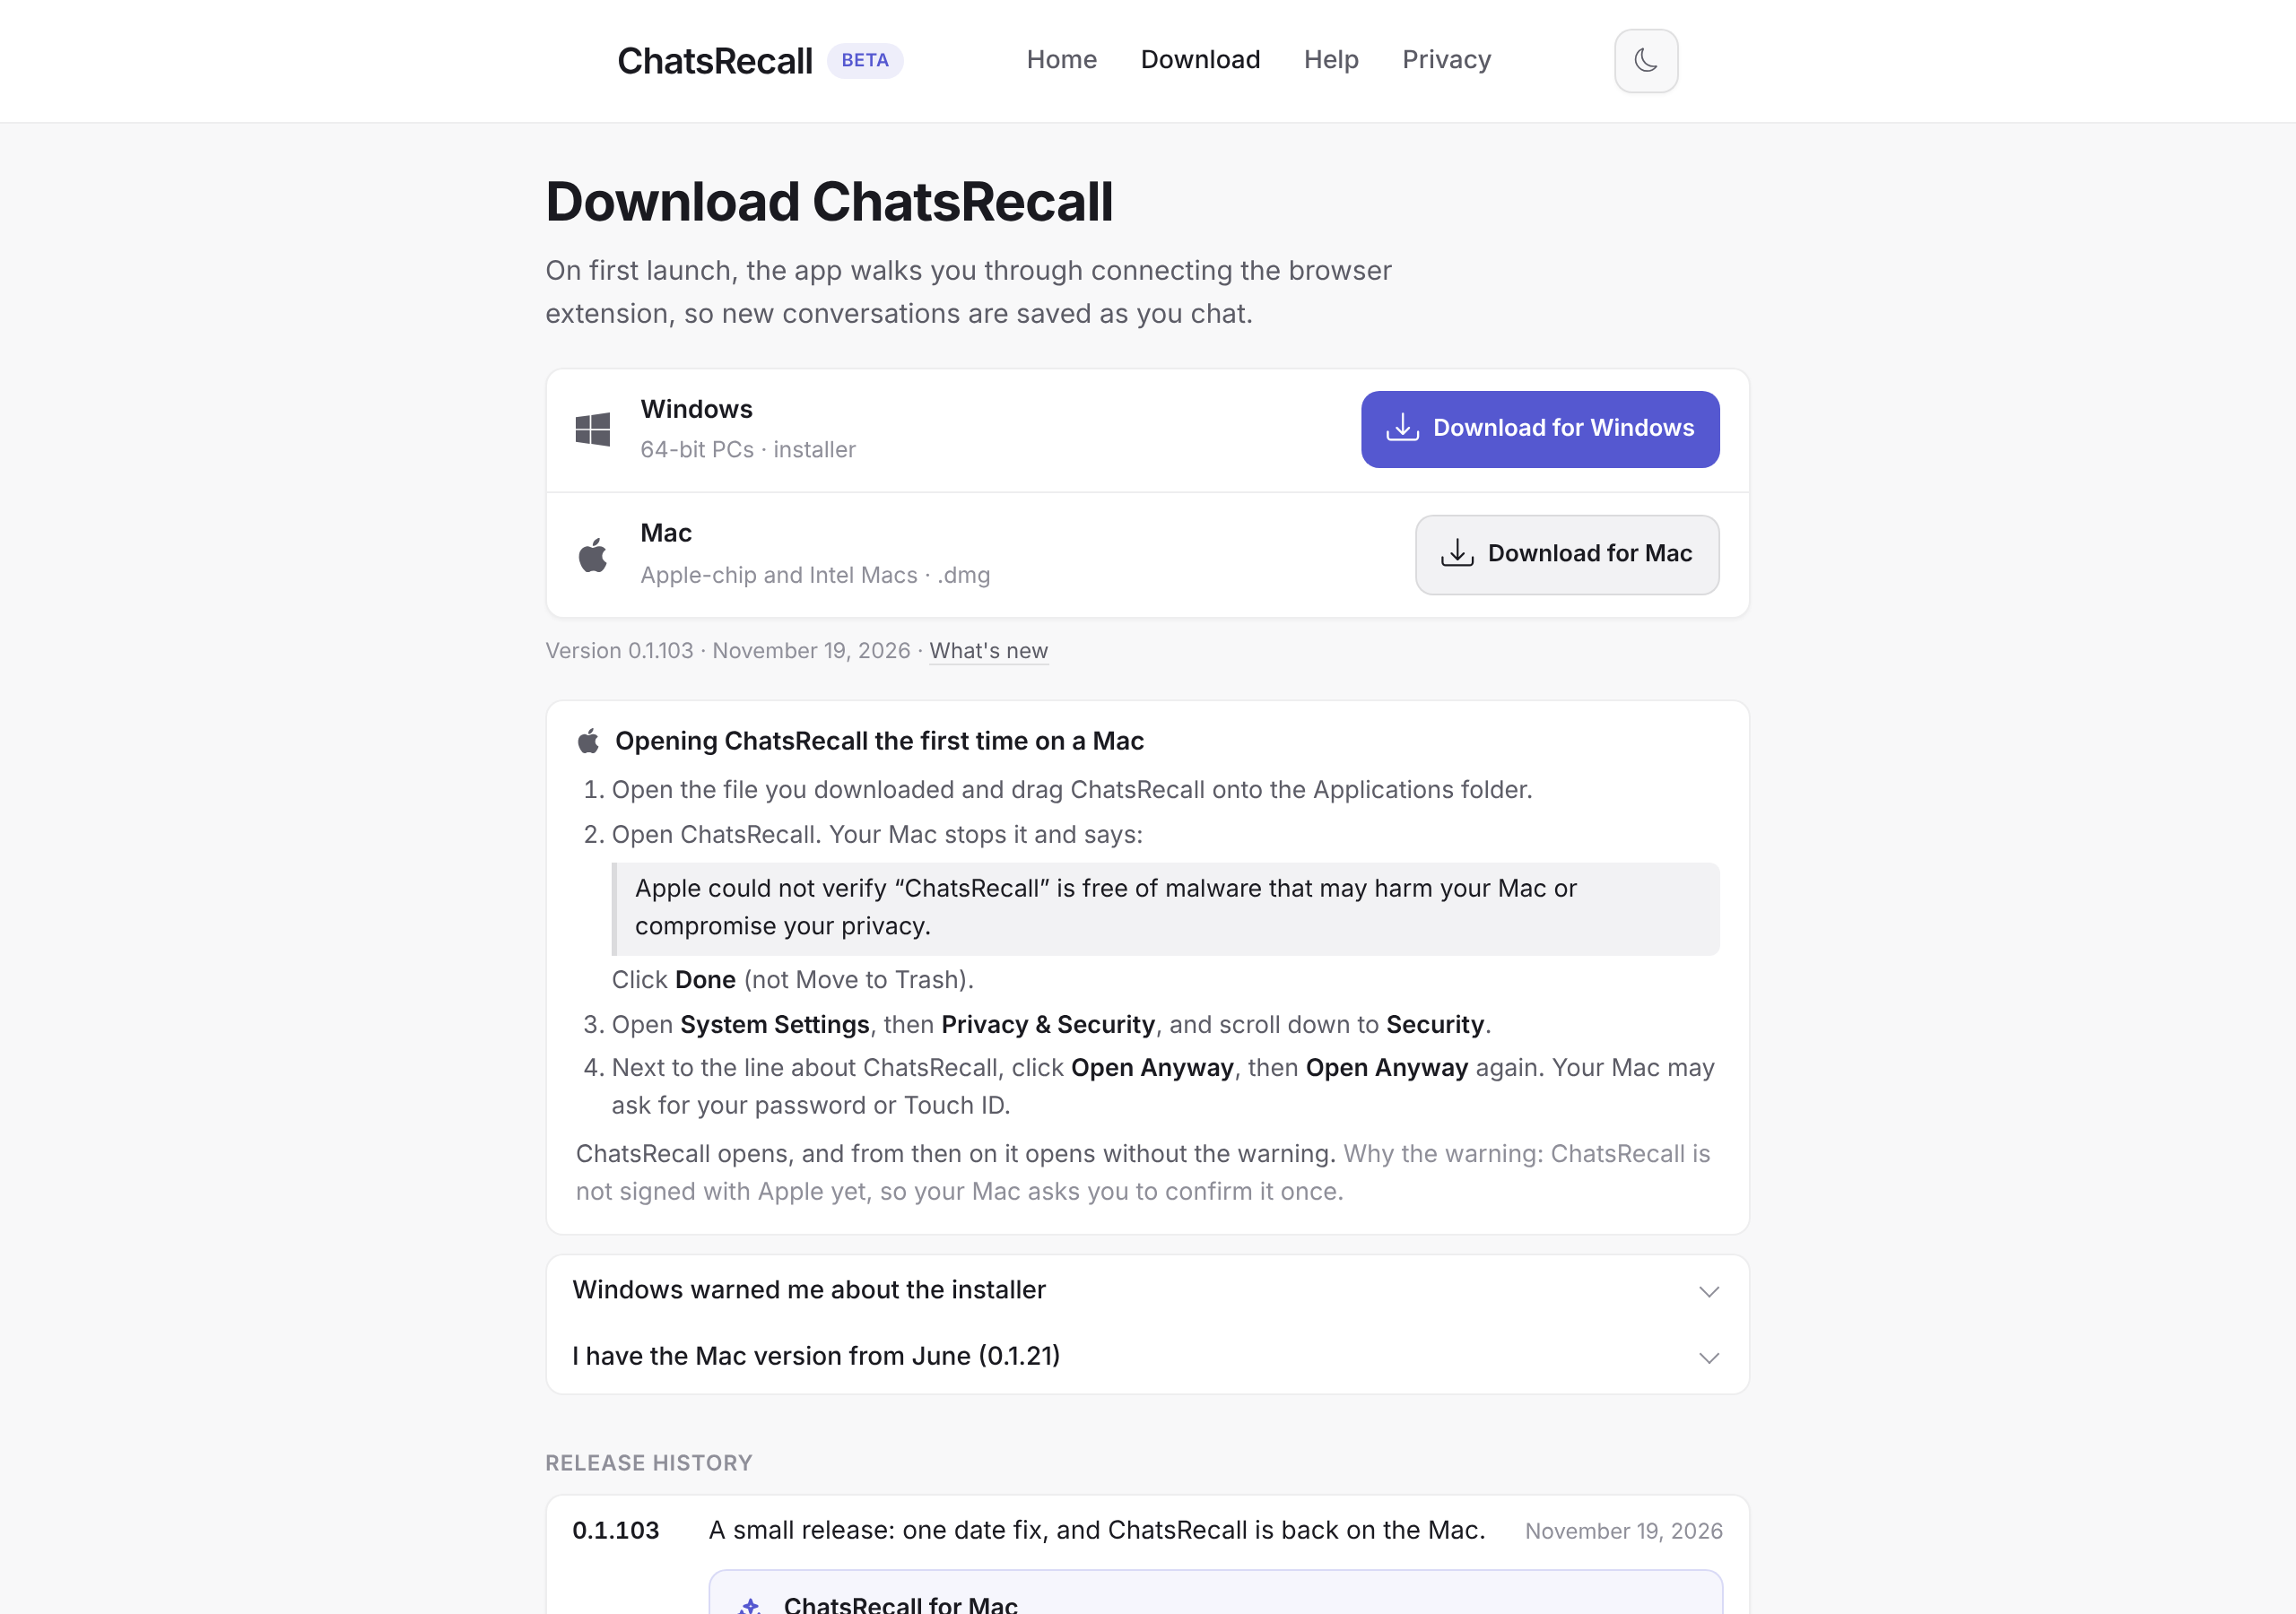 ChatsRecall BETA Home Download Help Privacy
Download ChatsRecall
On first launch, the app walks you through connecting the browser
extension, so new conversations are saved as you chat.
Windows
64-bit PCs · installer
Download for Windows
Mac
Apple-chip and Intel Macs · .dmg
Download for Mac
Version 0.1.103 · November 19, 2026 · What's new
Opening ChatsRecall the first time on a Mac
1. Open the file you downloaded and drag ChatsRecall onto the Applications folder.
2. Open ChatsRecall. Your Mac stops it and says:
Apple could not verify “ChatsRecall” is free of malware that may harm your Mac or
compromise your privacy.
Click Done (not Move to Trash).
3. Open System Settings, then Privacy & Security, and scroll down to Security.
4. Next to the line about ChatsRecall, click Open Anyway, then Open Anyway again. Your Mac may
ask for your password or Touch ID.
ChatsRecall opens, and from then on it opens without the warning. Why the warning: ChatsRecall is
not signed with Apple yet, so your Mac asks you to confirm it once.
Windows warned me about the installer
I have the Mac version from June (0.1.21)
RELEASE HISTORY
0.1.103 A small release: one date fix, and ChatsRecall is back on the Mac. November 19, 2026
ChatsRecall for Mac